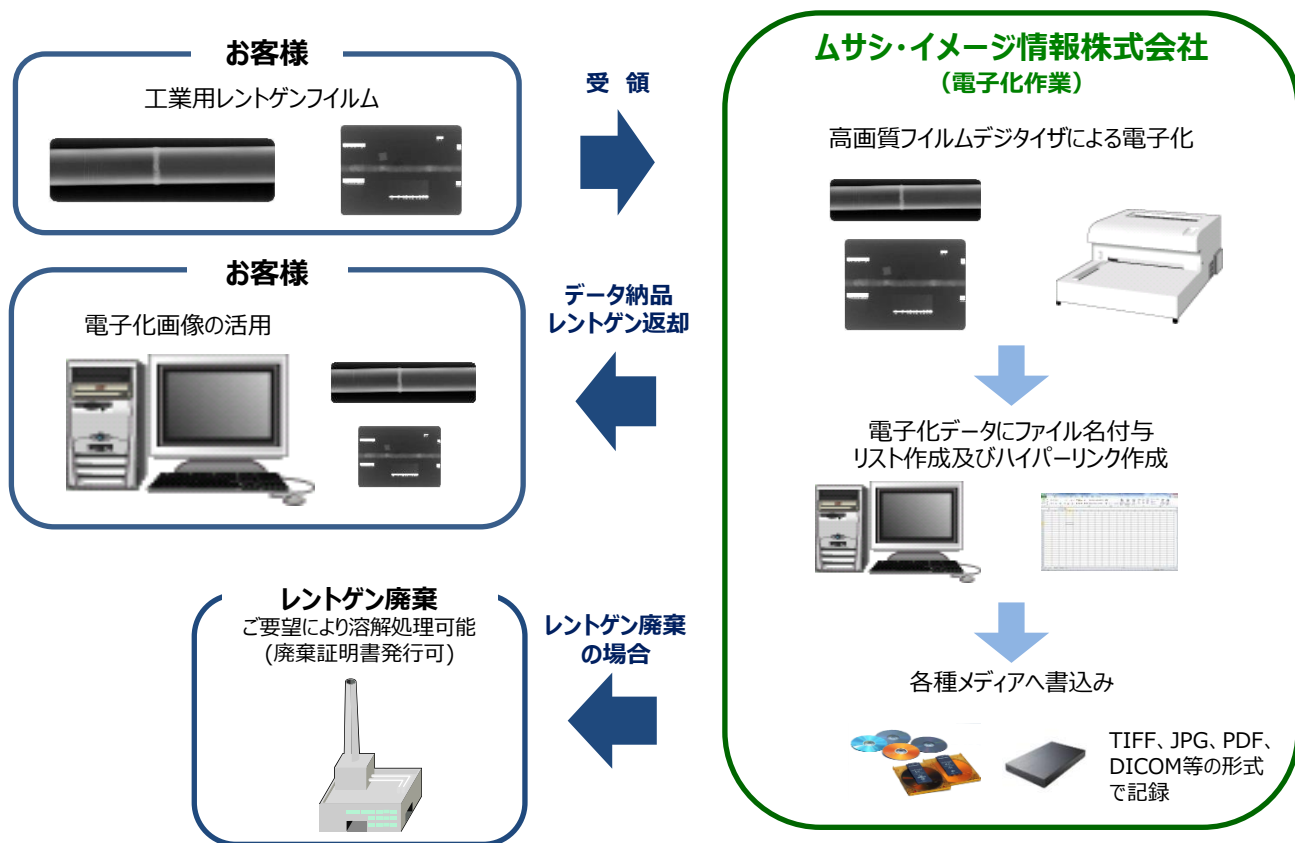 お客様
工業用レントゲンフイルム
受 領
ムサシ・イメージ情報株式会社
（電子化作業）
高画質フイルムデジタイザによる電子化
電子化データにファイル名付与
リスト作成及びハイパーリンク作成
各種メディアへ書込み
TIFF、JPG、PDF、
DICOM等の形式
で記録
データ納品
レントゲン返却
お客様
電子化画像の活用
レントゲン廃棄
の場合
レントゲン廃棄
ご要望により溶解処理可能
(廃棄証明書発行可)